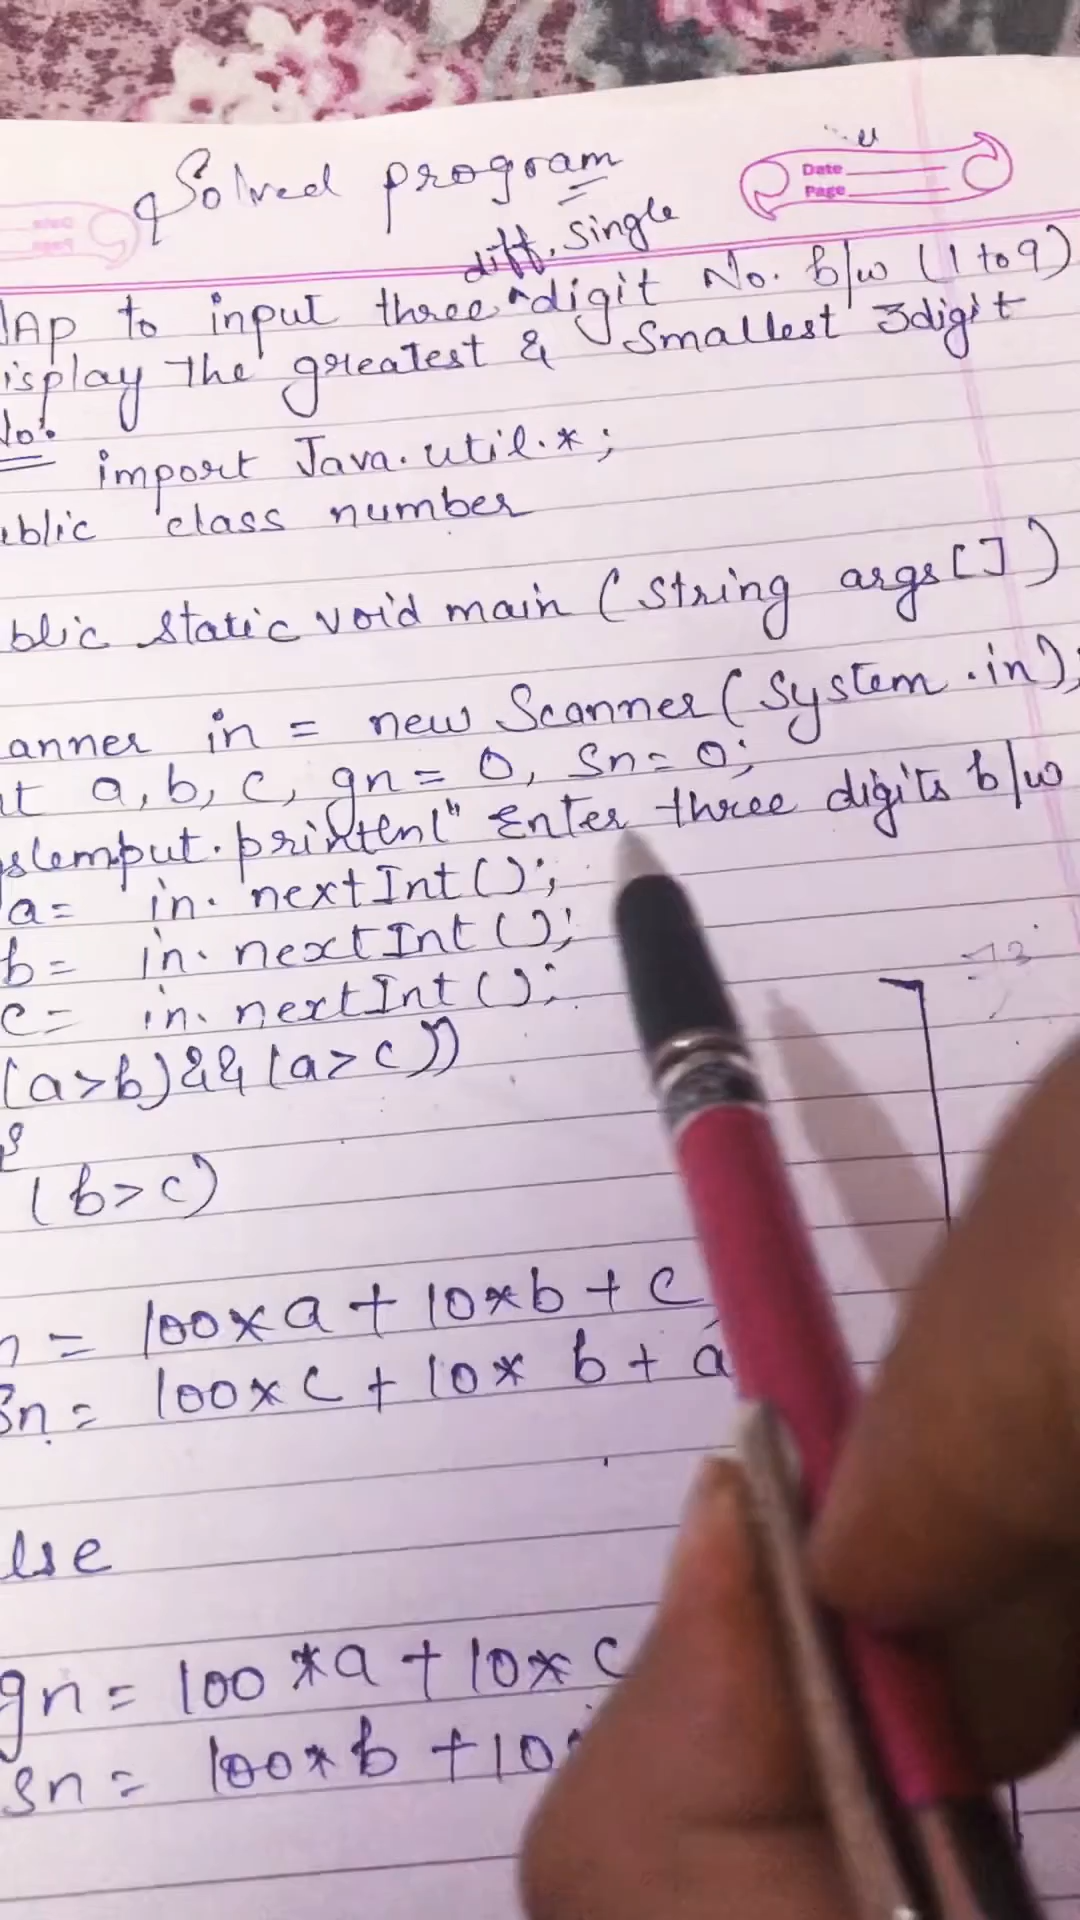 Solved program
Date
Page
diff. single
AP to input three ^ digit No. b/w (1 to 9)
isplay The greatest & Smallest 3digit
No:
import Java.util.*;
ublic class number
blic static void main (String args[])
anner in = new Scanner(System.in);
t a, b, c, gn = 0, Sn = 0;
Enter three digits b/w
a = in. nextInt();
b = in. nextInt();
c = in. nextInt();
(a>b)&&(a>c))
(b>c)
n = 100*a + 10*b + c
Sn = 100*c + 10* b + a
lse
gn = 100 *a + 10* c
sn = 100*b + 10